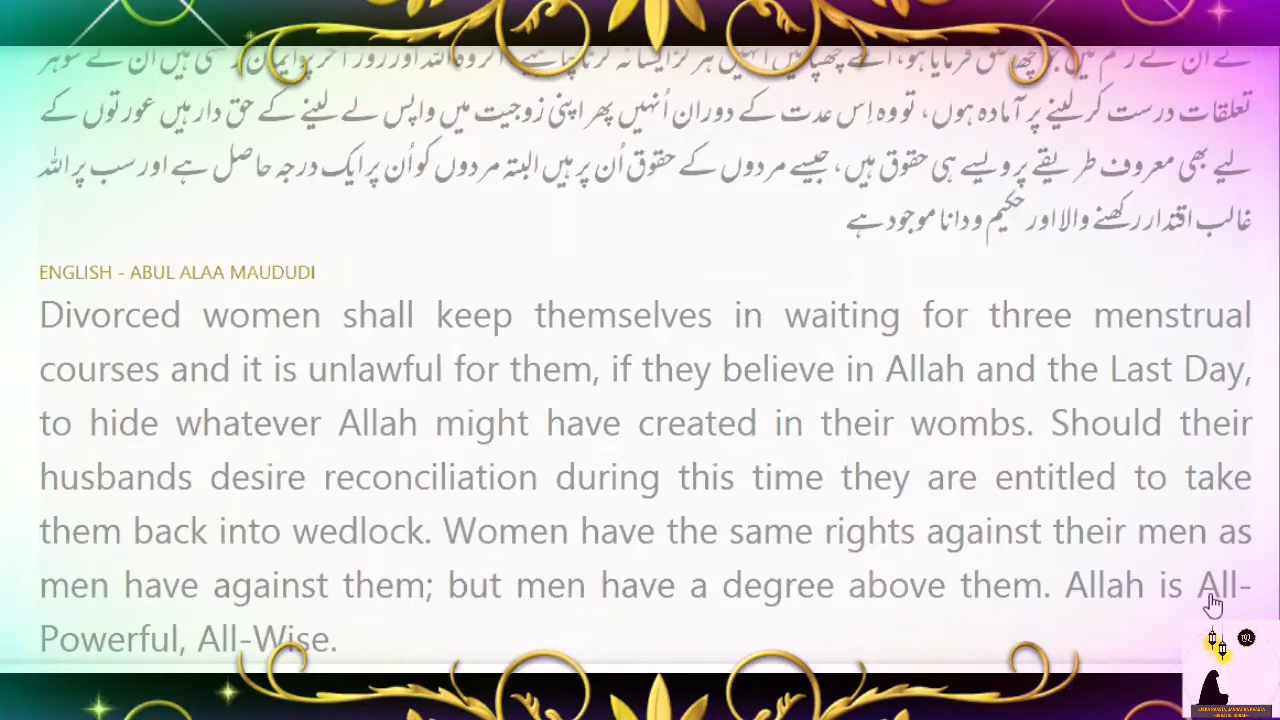 تعلقات درست کر لینے پر آمادہ ہوں، تو وہ اِس عدت کے دوران اُنہیں پھر اپنی زوجیت میں واپس لے لینے کے حق دار ہیں عورتوں کے
لیے بھی معروف طریقے پر ویسے ہی حقوق ہیں، جیسے مردوں کے حقوق اُن پر ہیں البتہ مردوں کو اُن پر ایک درجہ حاصل ہے اور سب پر اللہ
غالب اقتدار رکھنے والا اور حکیم و دانا موجود ہے
ENGLISH - ABUL ALAA MAUDUDI
Divorced women shall keep themselves in waiting for three menstrual
courses and it is unlawful for them, if they believe in Allah and the Last Day,
to hide whatever Allah might have created in their wombs. Should their
husbands desire reconciliation during this time they are entitled to take
them back into wedlock. Women have the same rights against their men as
men have against them; but men have a degree above them. Allah is All-
Powerful, All-Wise.